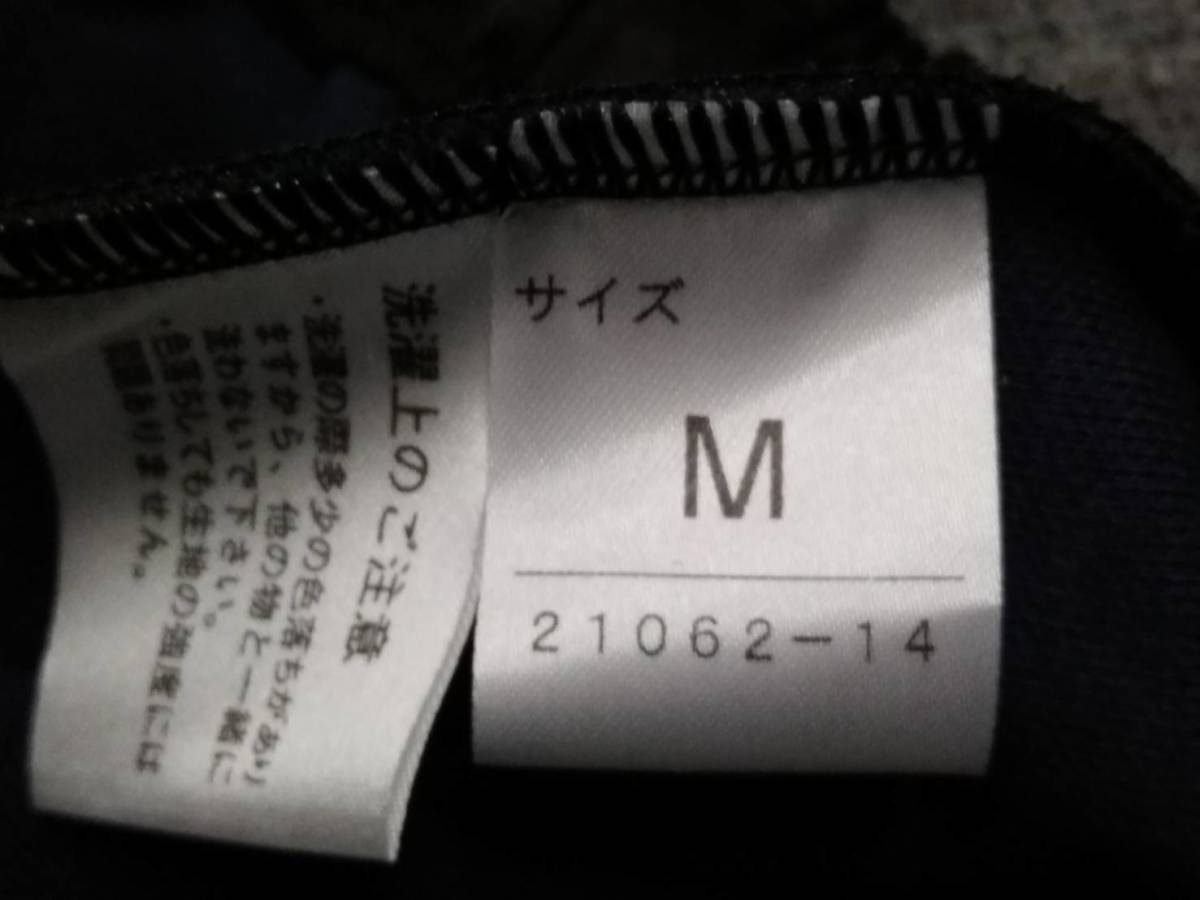 洗濯上のご注意
・洗濯の際多少の色落ちがあり
ますから、他の物と一緒に
洗わないで下さい。
・色落ちしても生地の強度には
問題ありません。
サイズ
M
21062-14